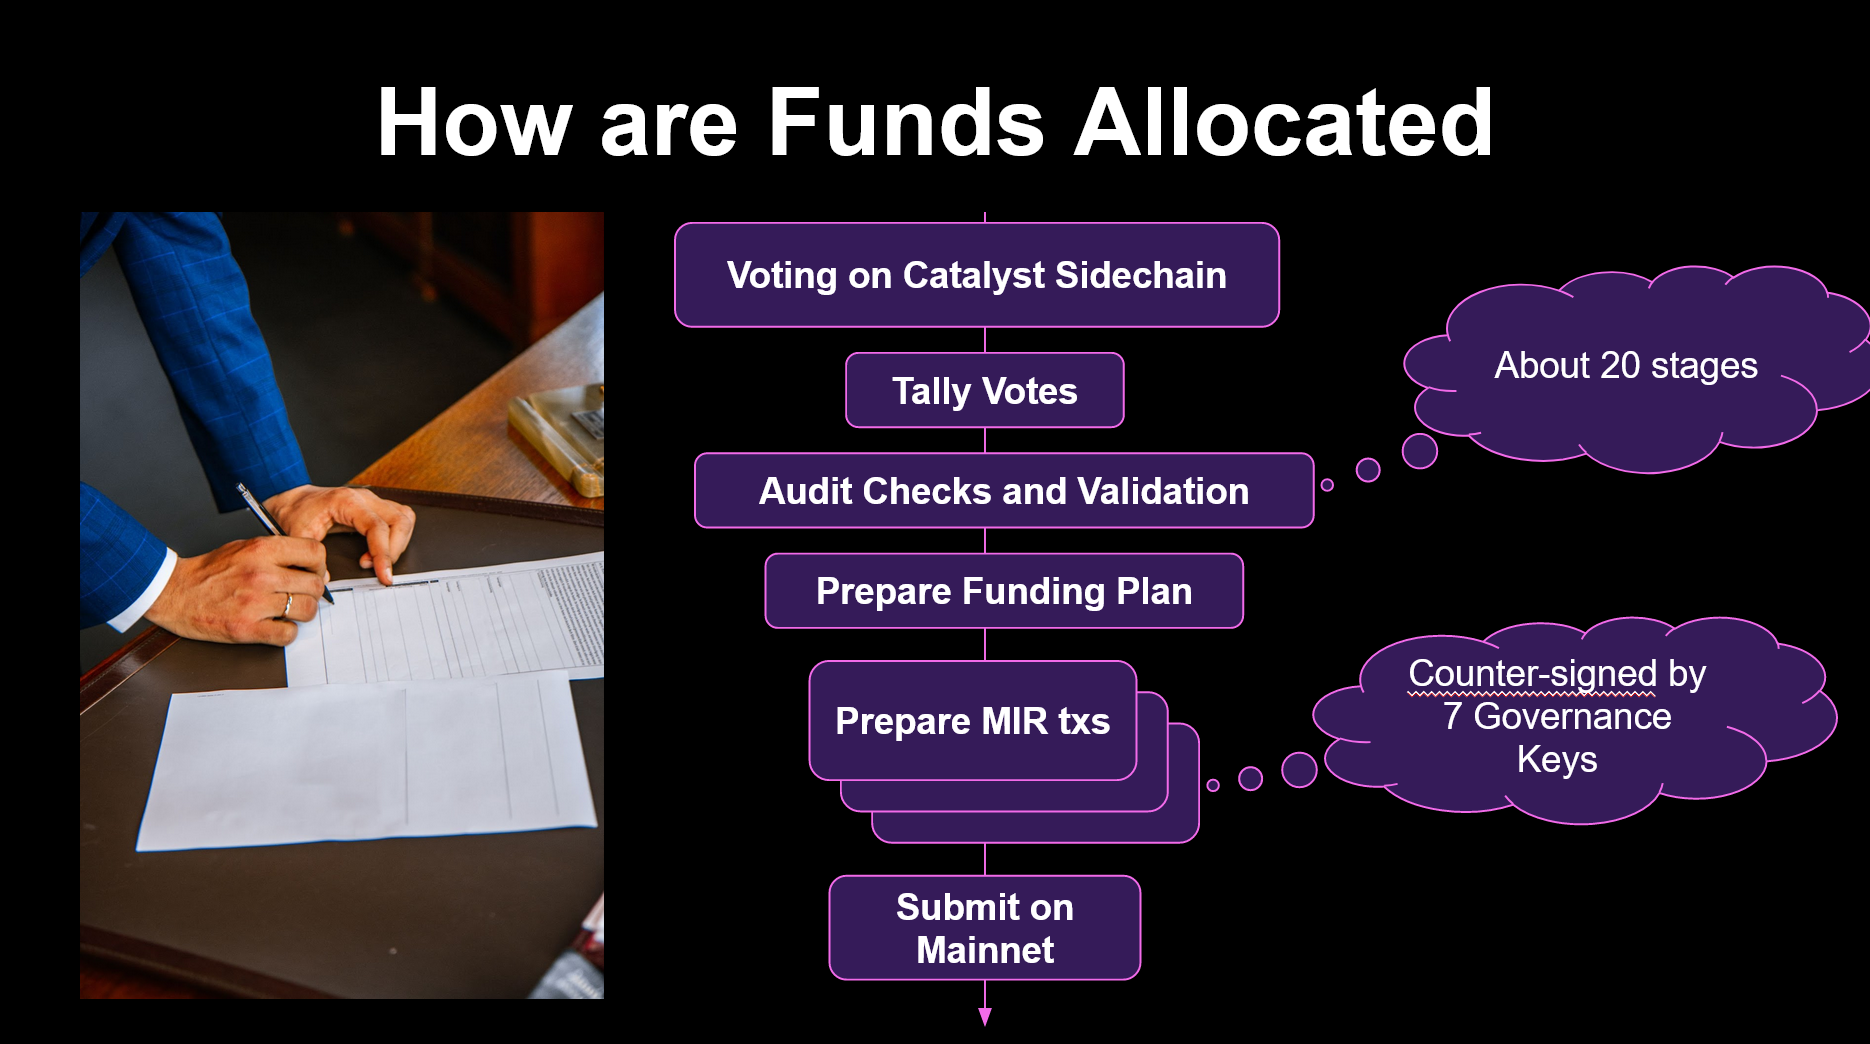 How are Funds Allocated
Voting on Catalyst Sidechain
Tally Votes
Audit Checks and Validation
About 20 stages
Prepare Funding Plan
Prepare MIR txs
Counter-signed by
7 Governance
Keys
Submit on
Mainnet